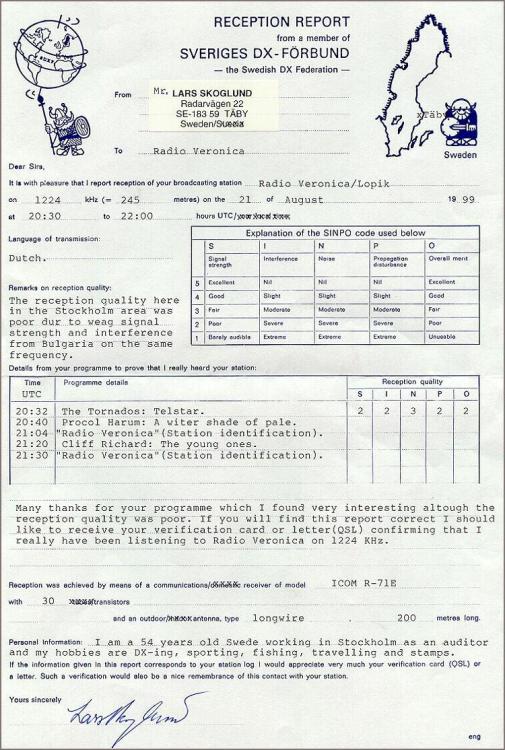 RECEPTION REPORT
from a member of
SVERIGES DX-FÖRBUND
— the Swedish DX Federation —
From Mr. LARS SKOGLUND
Radarvägen 22
SE-183 59 TÄBY
Sweden/Suède
xTäby
Sweden
To Radio Veronica
Dear Sirs,
It is with pleasure that I report reception of your broadcasting station Radio Veronica/Lopik
on 1224 kHz (= 245 metres) on the 21 of August 19 99
at 20:30 to 22:00 hours UTC/
Language of transmission:
Dutch.
Explanation of the SINPO code used below
S I N P O
Signal strength Interference Noise Propagation disturbance Overall merit
5 Excellent Nil Nil Nil Excellent
4 Good Slight Slight Slight Good
3 Fair Moderate Moderate Moderate Fair
2 Poor Severe Severe Severe Poor
1 Barely audible Extreme Extreme Extreme Unusable
Remarks on reception quality:
The reception quality here
in the Stockholm area was
poor dur to weag signal
strength and interference
from Bulgaria on the same
frequency.
Details from your programme to prove that I really heard your station:
Time Programme details Reception quality
UTC S I N P O
20:32 The Tornados: Telstar. 2 2 3 2 2
20:40 Procol Harum: A witer shade of pale.
21:04 "Radio Veronica"(Station identification).
21:20 Cliff Richard: The young ones.
21:30 "Radio Veronica"(Station identification).
Many thanks for your programme which I found very interesting altough the
reception quality was poor. If you will find this report correct I should
like to receive your verification card or letter(QSL) confirming that I
really have been listening to Radio Veronica on 1224 KHz.
Reception was achieved by means of a communications/domestic receiver of model ICOM R-71E
with 30 tubes/transistors
and an outdoor/ antenna, type longwire . 200 metres long.
Personal information: I am a 54 years old Swede working in Stockholm as an auditor
and my hobbies are DX-ing, sporting, fishing, travelling and stamps.
If the information given in this report corresponds to your station log I would appreciate very much your verification card (QSL) or
a letter. Such a verification would also be a nice remembrance of this contact with your station.
Yours sincerely
Lars Skoglund
eng